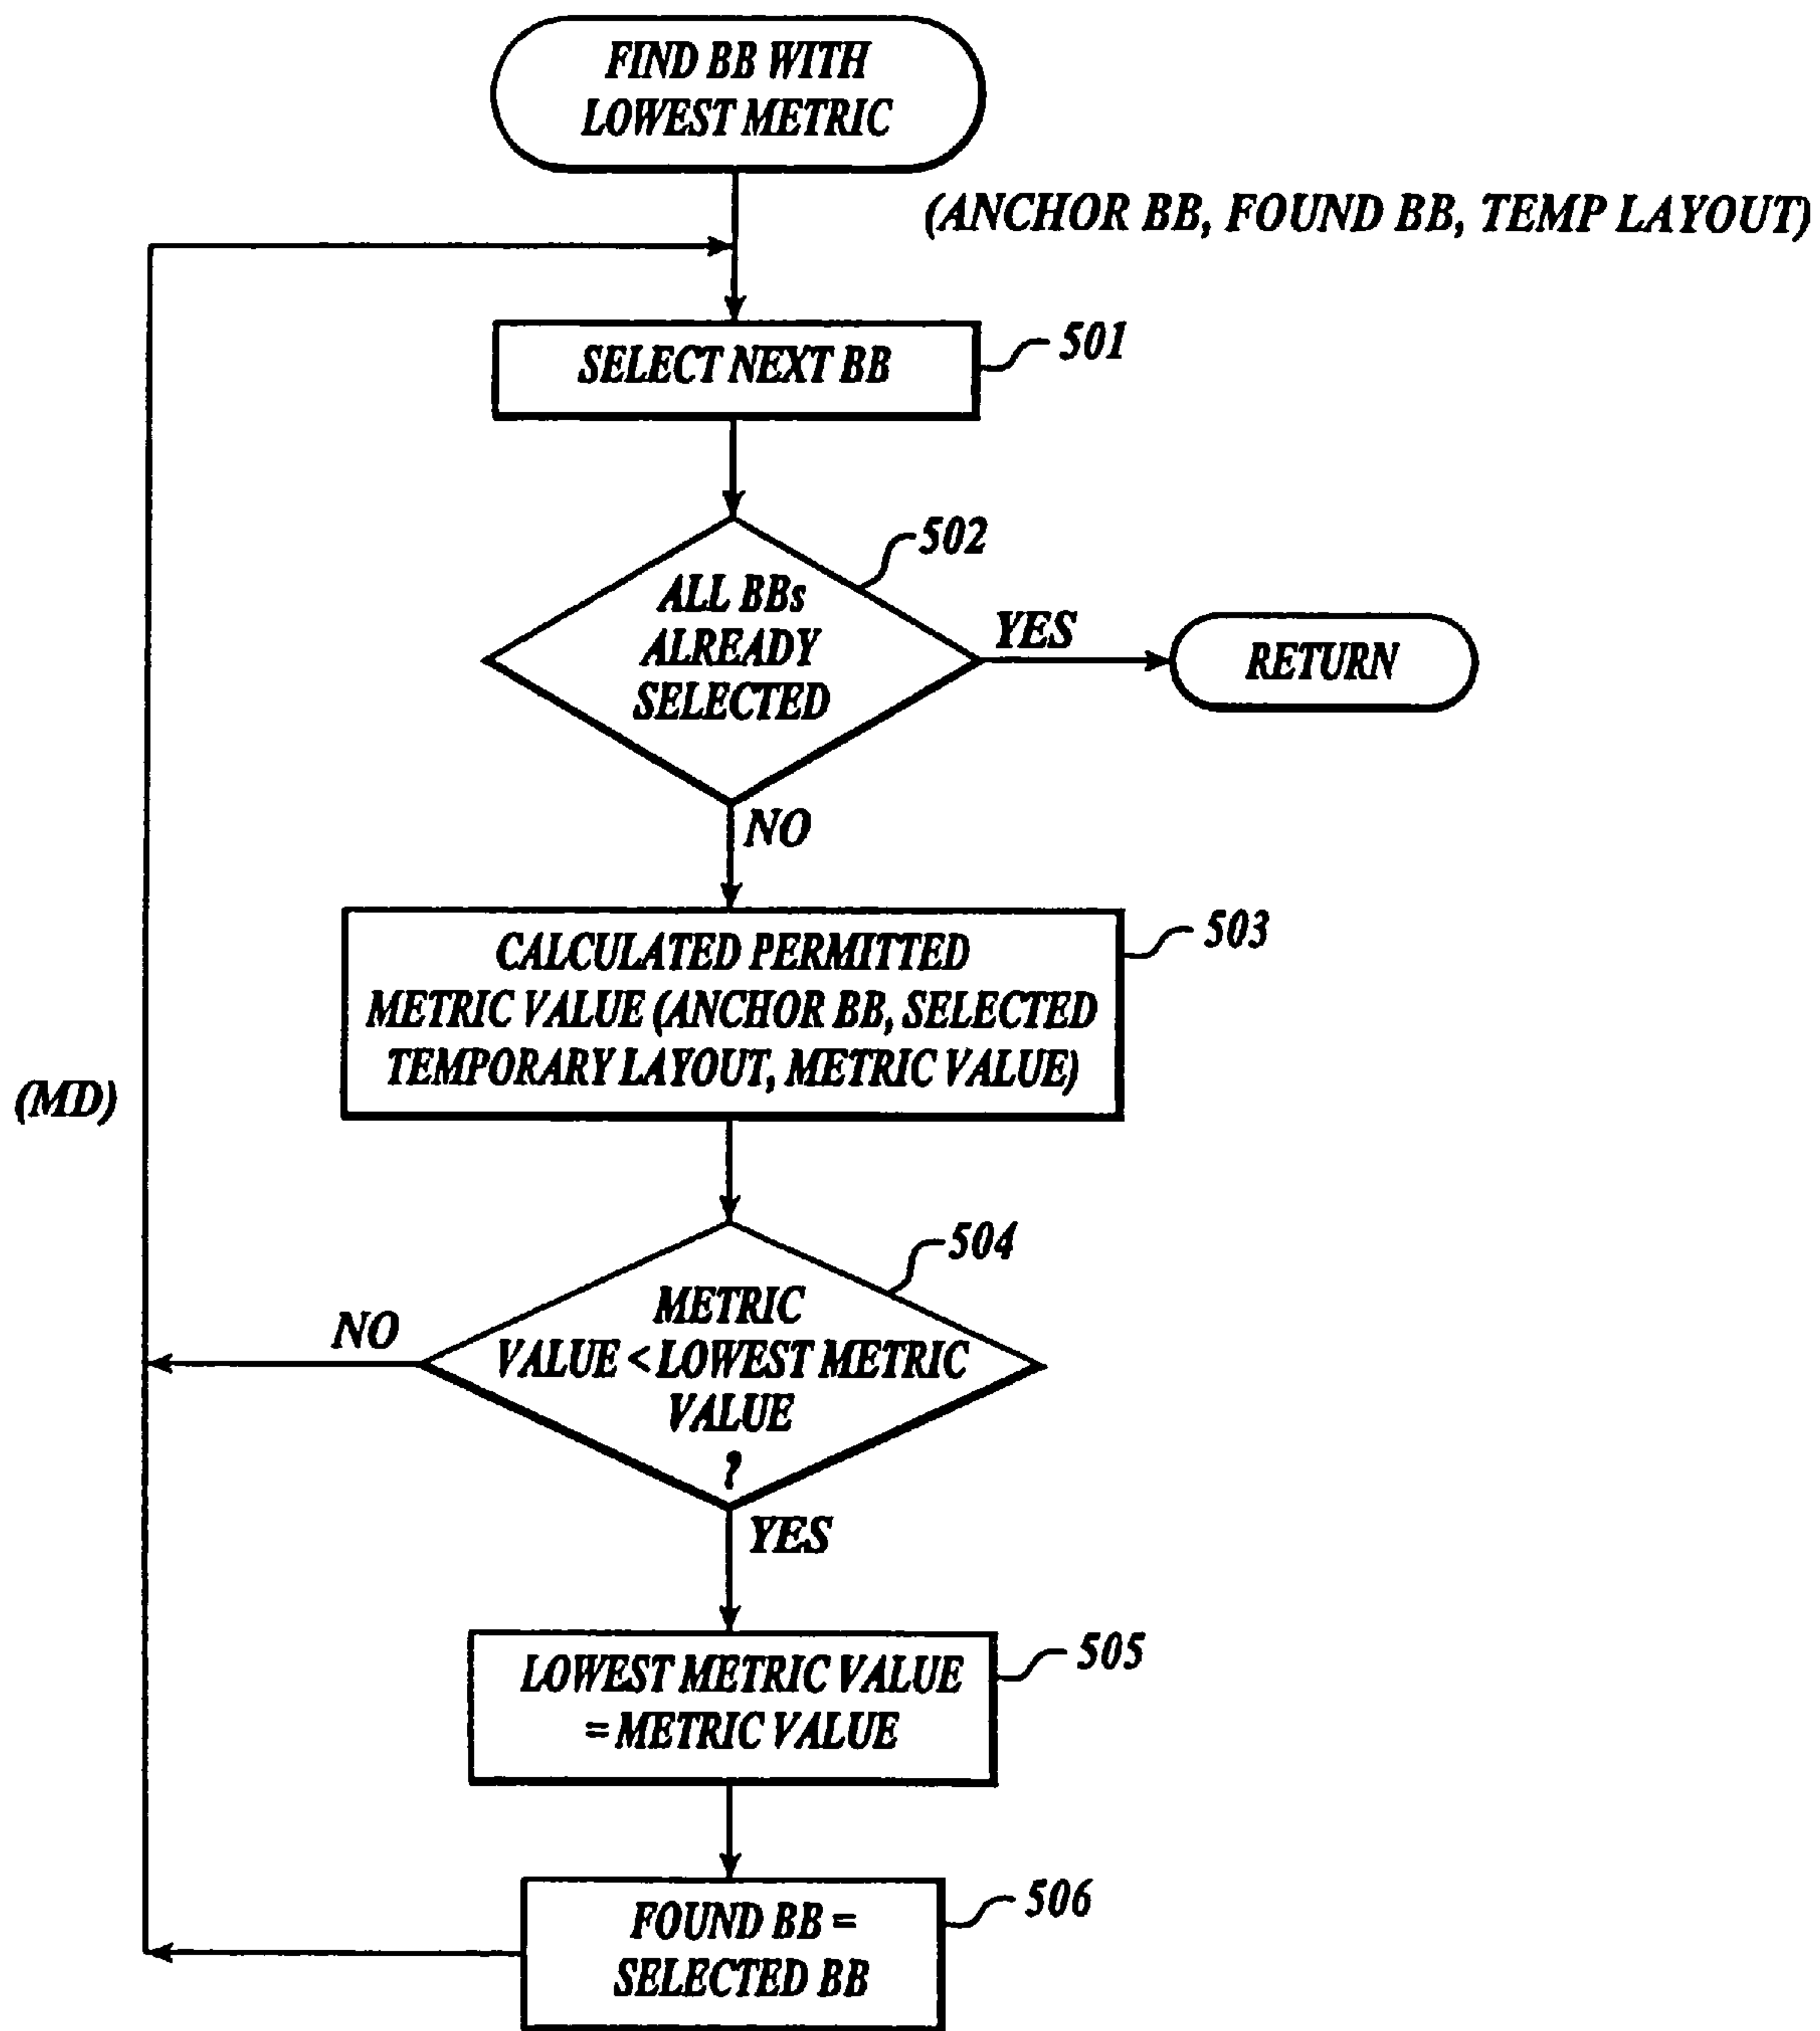 FIND BB WITH
LOWEST METRIC
(ANCHOR BB, FOUND BB, TEMP LAYOUT)
SELECT NEXT BB
501
502
ALL BBs
ALREADY
SELECTED
YES
RETURN
NO
503
CALCULATED PERMITTED
METRIC VALUE (ANCHOR BB, SELECTED
TEMPORARY LAYOUT, METRIC VALUE)
(MD)
504
METRIC
VALUE < LOWEST METRIC
VALUE
?
NO
YES
505
LOWEST METRIC VALUE
= METRIC VALUE
506
FOUND BB =
SELECTED BB